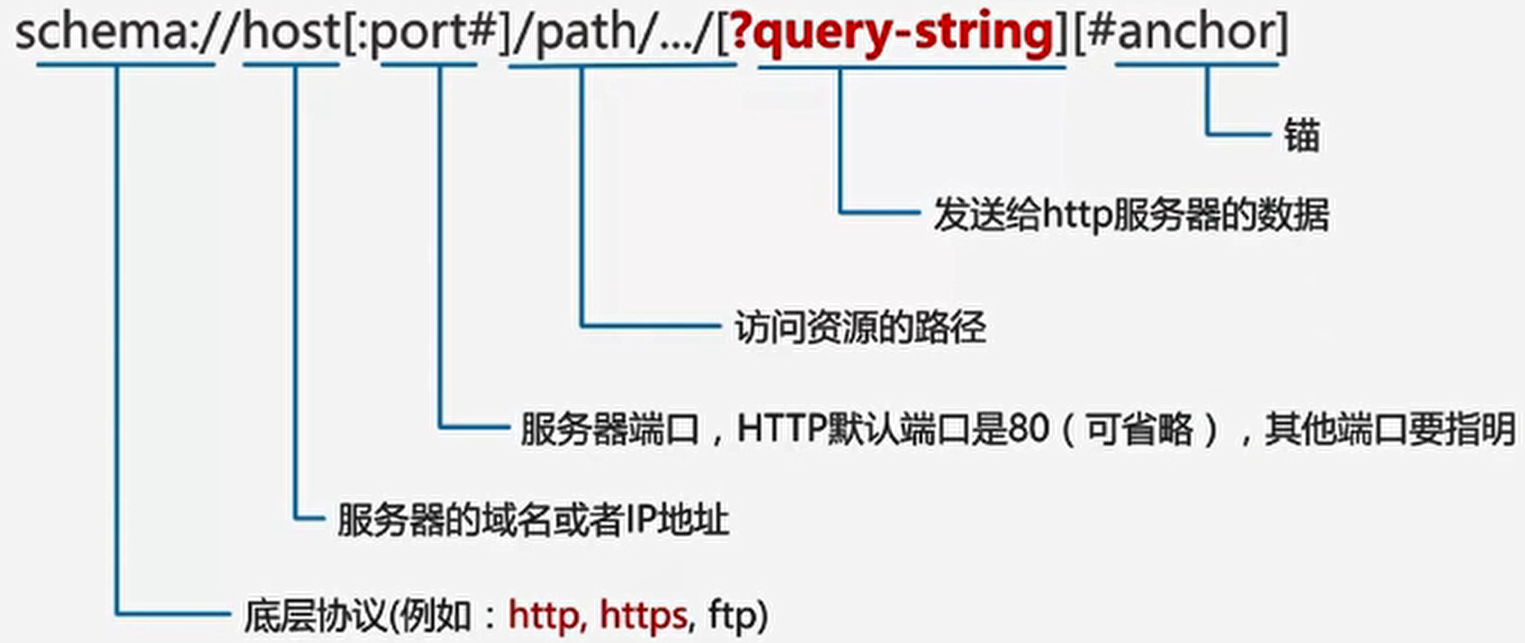 schema://host[:port#]/path/.../[?query-string][#anchor]
锚
发送给http服务器的数据
访问资源的路径
服务器端口，HTTP默认端口是80（可省略），其他端口要指明
服务器的域名或者IP地址
底层协议(例如：http, https, ftp)